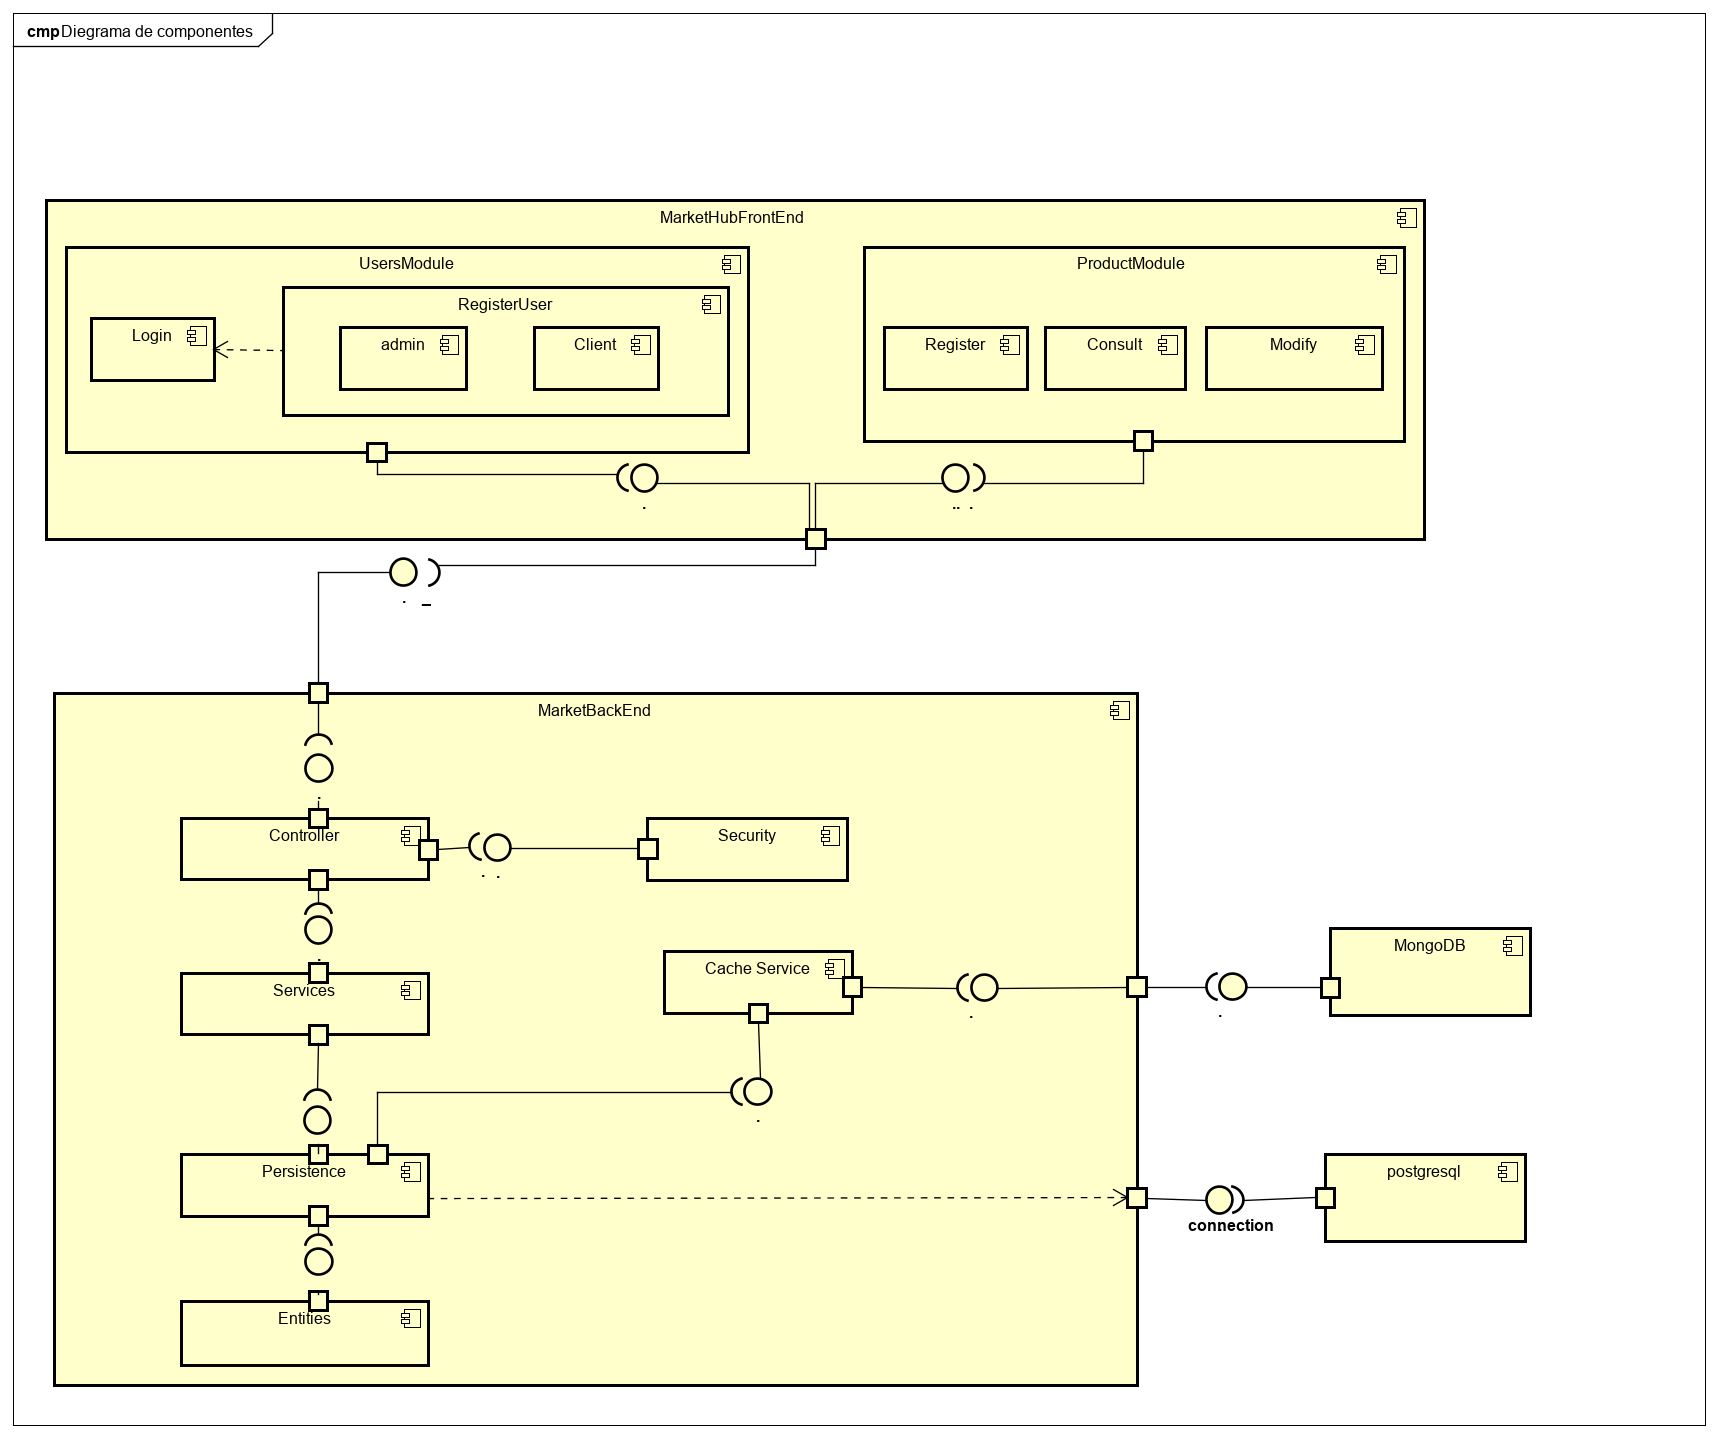 cmp Diegrama de componentes
MarketHubFrontEnd
UsersModule
ProductModule
RegisterUser
Login
admin
Client
Register
Consult
Modify
MarketBackEnd
Controller
Security
MongoDB
Cache Service
Services
Persistence
postgresql
connection
Entities